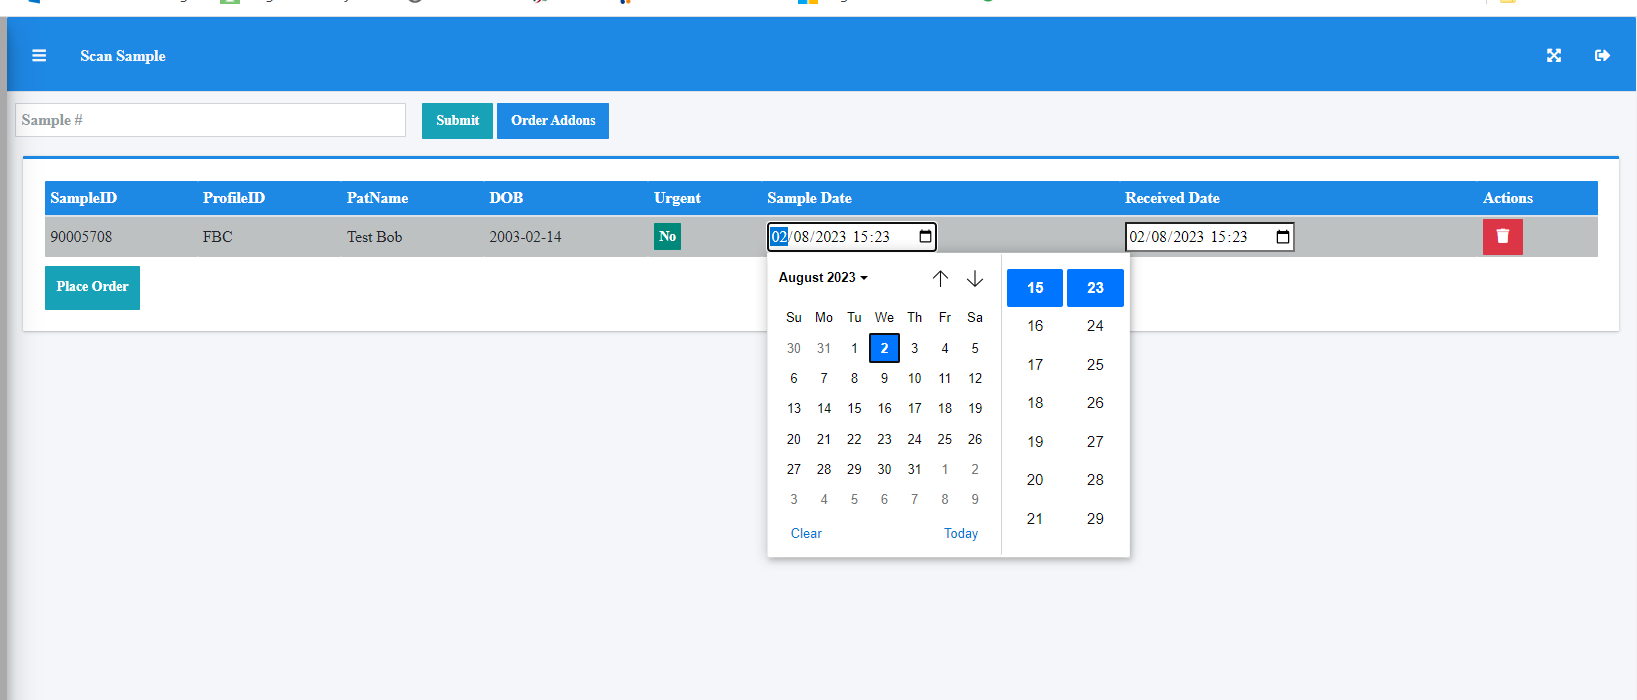 Scan Sample
Sample #
Submit
Order Addons
SampleID ProfileID PatName DOB Urgent Sample Date Received Date Actions
90005708 FBC Test Bob 2003-02-14 No 02/08/2023 15:23 02/08/2023 15:23
Place Order
August 2023
Su Mo Tu We Th Fr Sa
30 31 1 2 3 4 5
6 7 8 9 10 11 12
13 14 15 16 17 18 19
20 21 22 23 24 25 26
27 28 29 30 31 1 2
3 4 5 6 7 8 9
Clear Today
15 23
16 24
17 25
18 26
19 27
20 28
21 29